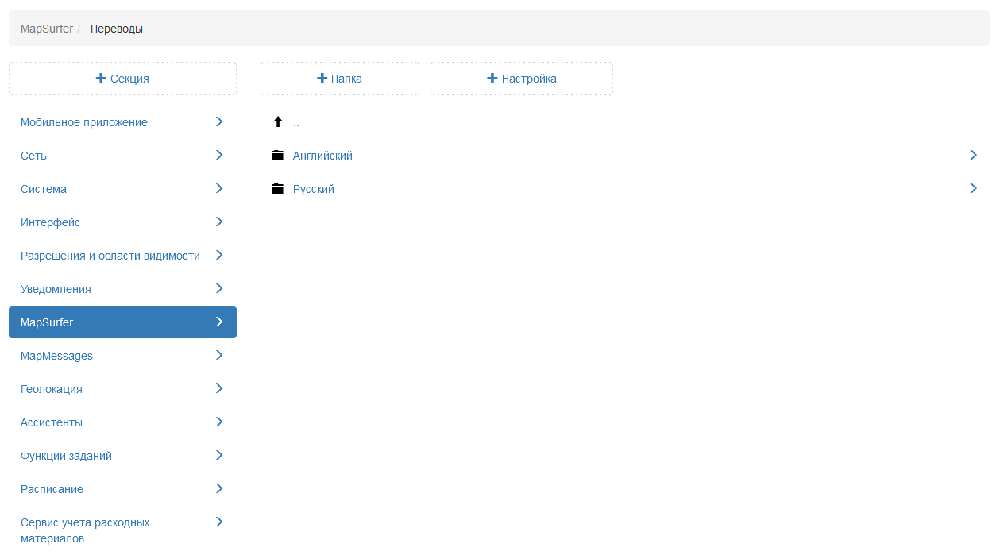 MapSurfer / Переводы
+ Секция
+ Папка
+ Настройка
Мобильное приложение
Сеть
Система
Интерфейс
Разрешения и области видимости
Уведомления
MapSurfer
MapMessages
Геолокация
Ассистенты
Функции заданий
Расписание
Сервис учета расходных
материалов
..
Английский
Русский